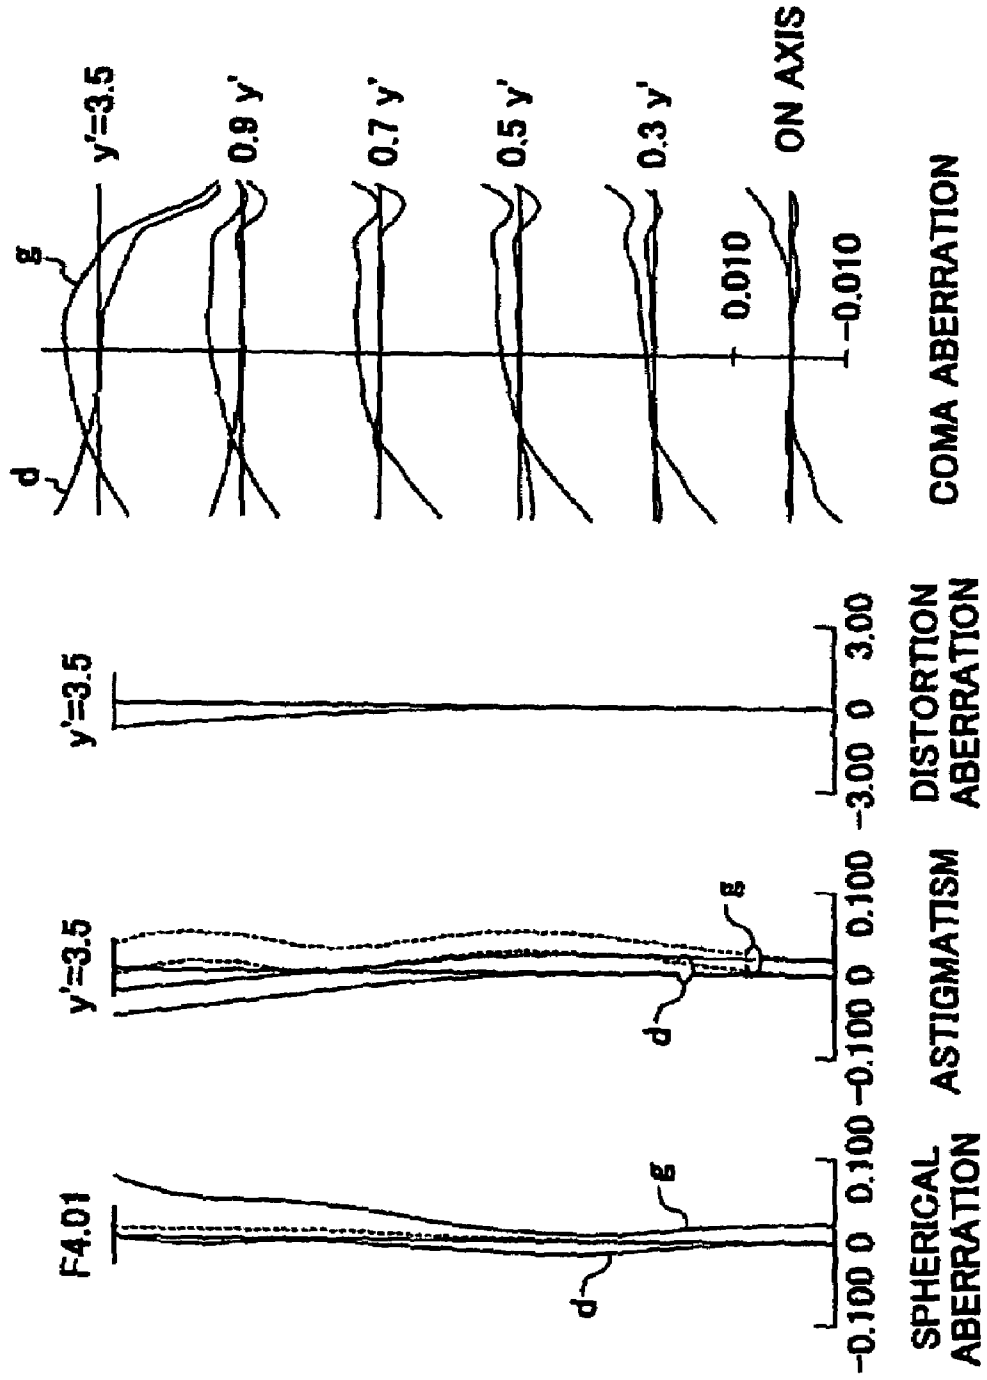 F4.01
g
d
-0.100 0 0.100
SPHERICAL
ABERRATION
y'=3.5
g
d
-0.100 0 0.100
ASTIGMATISM
y'=3.5
-3.00 0 3.00
DISTORTION
ABERRATION
d
g
y'=3.5
0.9 y'
0.7 y'
0.5 y'
0.3 y'
0.010
ON AXIS
-0.010
COMA ABERRATION